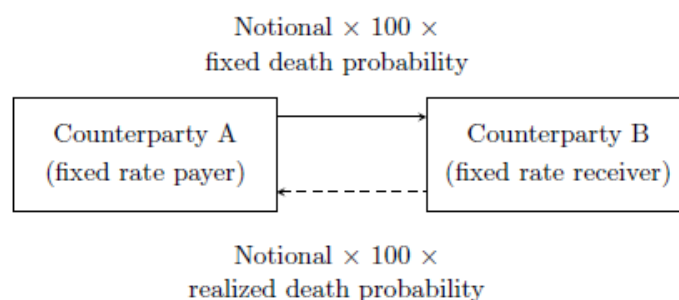 Notional × 100 ×
fixed death probability
Counterparty A
(fixed rate payer)
Counterparty B
(fixed rate receiver)
Notional × 100 ×
realized death probability